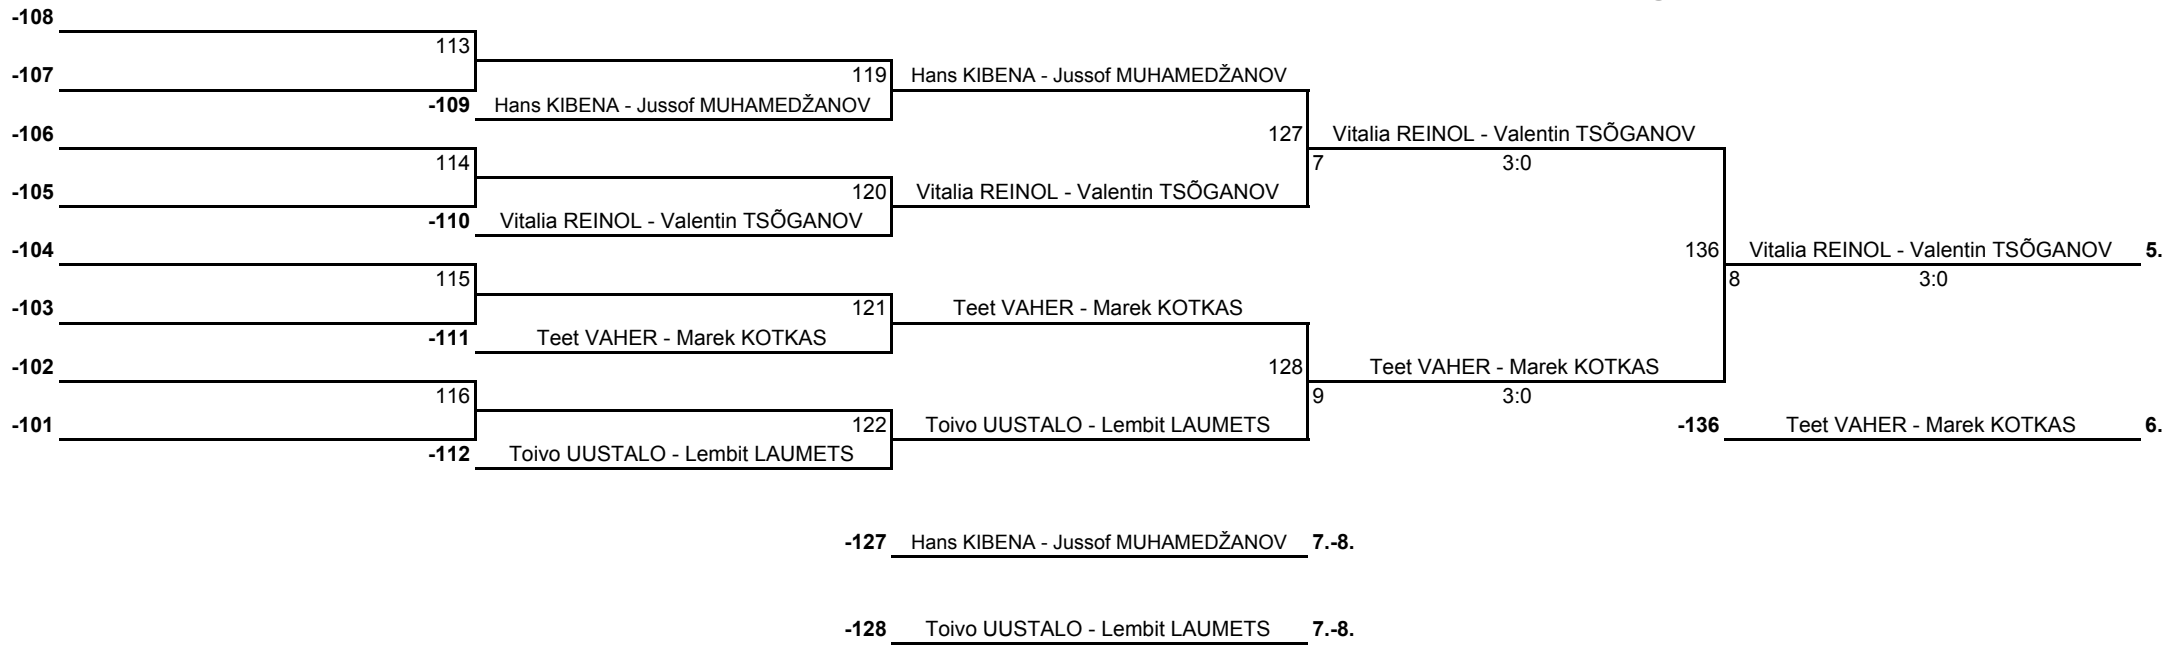 -108
113
-107
119 Hans KIBENA - Jussof MUHAMEDŽANOV
-109 Hans KIBENA - Jussof MUHAMEDŽANOV
-106
127 Vitalia REINOL - Valentin TSÕGANOV
114
7 3:0
-105
120 Vitalia REINOL - Valentin TSÕGANOV
-110 Vitalia REINOL - Valentin TSÕGANOV
-104
136 Vitalia REINOL - Valentin TSÕGANOV 5.
115
8 3:0
-103
121 Teet VAHER - Marek KOTKAS
-111 Teet VAHER - Marek KOTKAS
-102
128 Teet VAHER - Marek KOTKAS
116
9 3:0
-101
122 Toivo UUSTALO - Lembit LAUMETS
-136 Teet VAHER - Marek KOTKAS 6.
-112 Toivo UUSTALO - Lembit LAUMETS
-127 Hans KIBENA - Jussof MUHAMEDŽANOV 7.-8.
-128 Toivo UUSTALO - Lembit LAUMETS 7.-8.